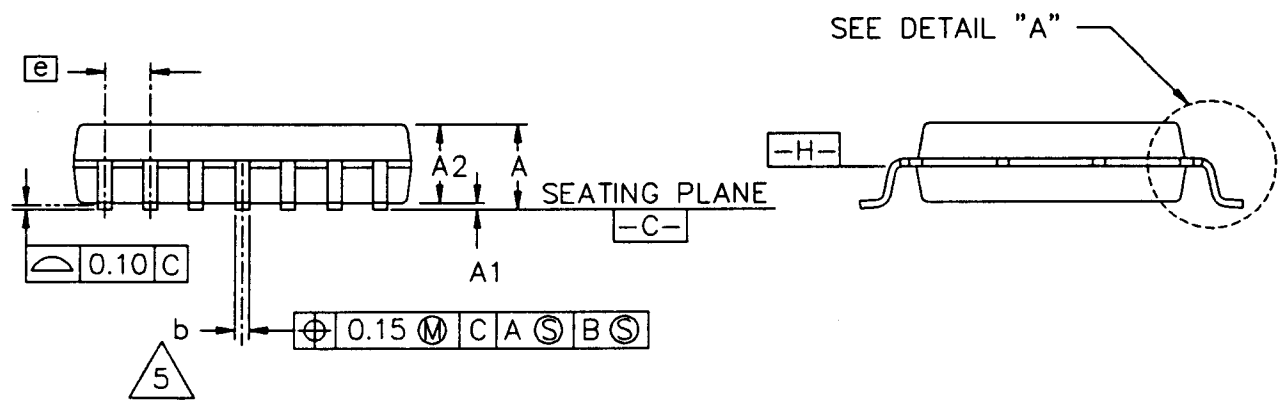 SEE DETAIL "A"
e
-H-
A2
A
SEATING PLANE
-C-
0.10 C
A1
b
⌖ 0.15 Ⓜ C A Ⓢ B Ⓢ
5